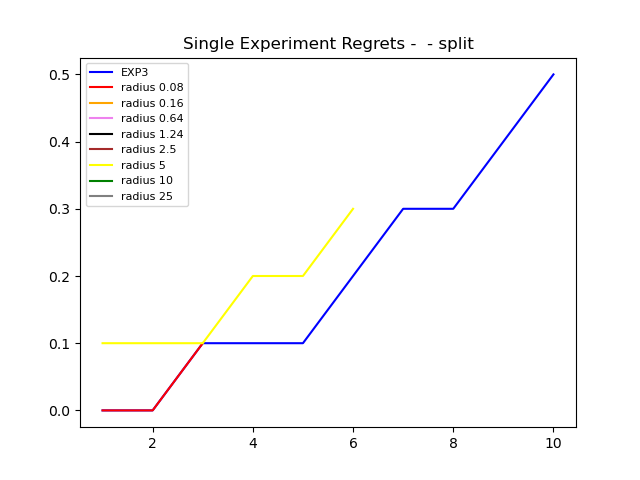 Single Experiment Regrets -  - split
EXP3
radius 0.08
radius 0.16
radius 0.64
radius 1.24
radius 2.5
radius 5
radius 10
radius 25
0.5
0.4
0.3
0.2
0.1
0.0
2 4 6 8 10